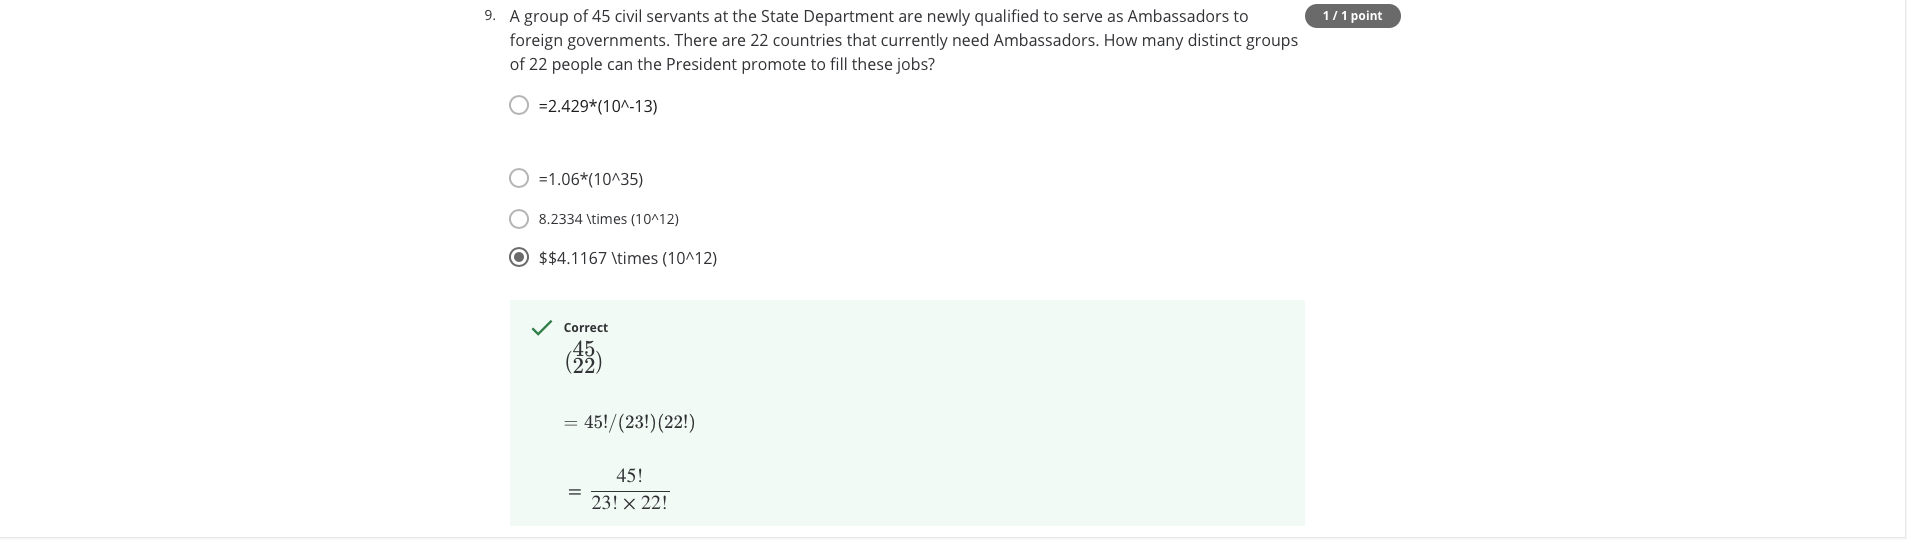 9. A group of 45 civil servants at the State Department are newly qualified to serve as Ambassadors to
1 / 1 point
foreign governments. There are 22 countries that currently need Ambassadors. How many distinct groups
of 22 people can the President promote to fill these jobs?
=2.429*(10^-13)
=1.06*(10^35)
8.2334 \times (10^12)
$$4.1167 \times (10^12)
Correct
(45
22)
= 45!/(23!)(22!)
= 45!
23! × 22!